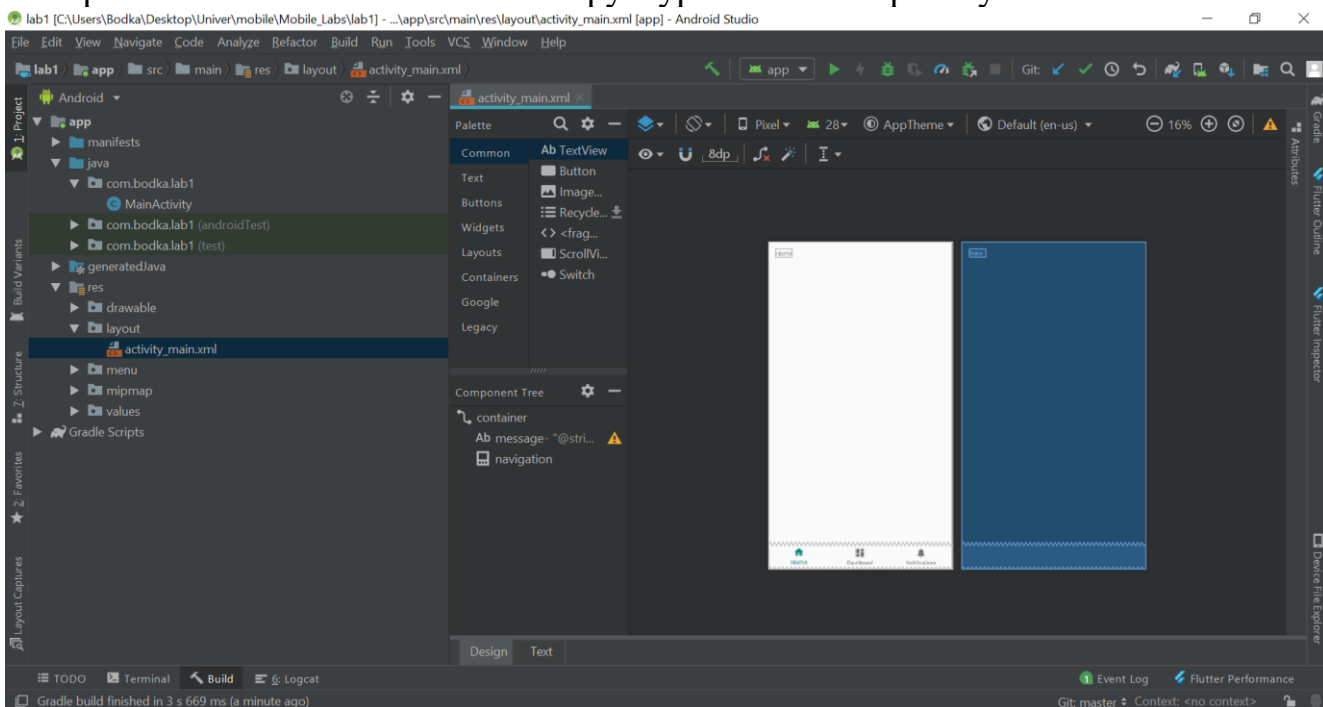 lab1 [C:\Users\Bodka\Desktop\Univer\mobile\Mobile_Labs\lab1] - ...\app\src\main\res\layout\activity_main.xml [app] - Android Studio
File Edit View Navigate Code Analyze Refactor Build Run Tools VCS Window Help
lab1 app src main res layout activity_main.xml app Git:
1: Project
Build Variants
7: Structure
2: Favorites
Layout Captures
Android
app
manifests
java
com.bodka.lab1
MainActivity
com.bodka.lab1 (androidTest)
com.bodka.lab1 (test)
generatedJava
res
drawable
layout
activity_main.xml
menu
mipmap
values
Gradle Scripts
activity_main.xml
Palette
Common
Text
Buttons
Widgets
Layouts
Containers
Google
Legacy
Ab TextView
Button
Image...
Recycle...
<> <frag...
ScrollVi...
Switch
Component Tree
container
Ab message- "@stri...
navigation
Pixel 28 AppTheme Default (en-us) 16%
8dp
Home
Home
Dashboard
Notifications
Design Text
Gradle
Attributes
Flutter Outline
Flutter Inspector
Device File Explorer
TODO Terminal Build 6: Logcat 1 Event Log Flutter Performance
Gradle build finished in 3 s 669 ms (a minute ago) Git: master Context: <no context>